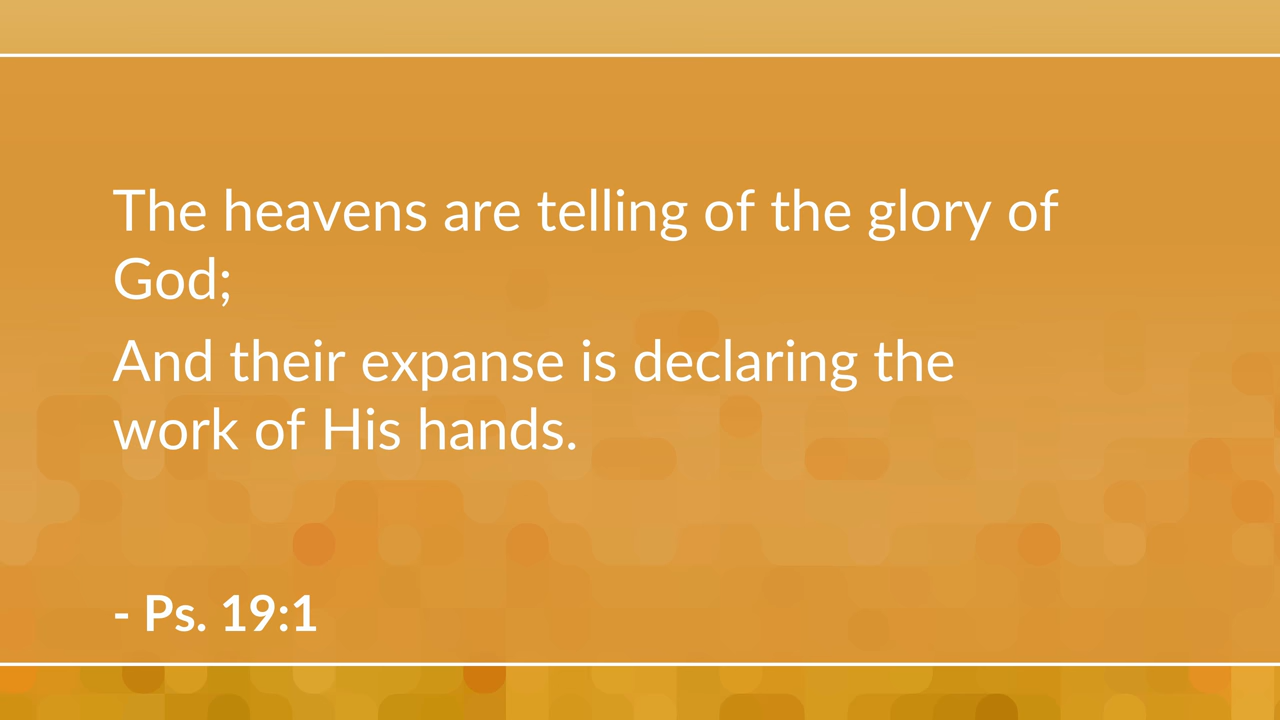 The heavens are telling of the glory of
God;
And their expanse is declaring the
work of His hands.
- Ps. 19:1